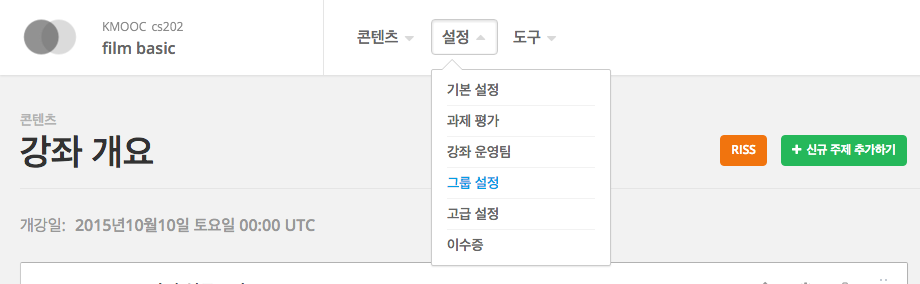 KMOOC cs202
film basic
콘텐츠
설정
도구
기본 설정
과제 평가
강좌 운영팀
그룹 설정
고급 설정
이수증
콘텐츠
강좌 개요
RISS
+ 신규 주제 추가하기
개강일: 2015년10월10일 토요일 00:00 UTC